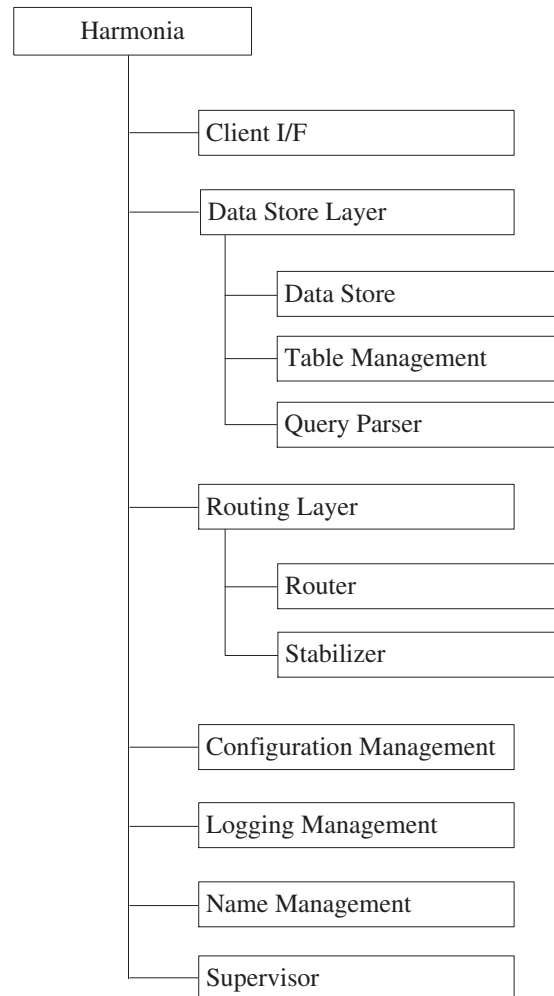 Harmonia
Client I/F
Data Store Layer
Data Store
Table Management
Query Parser
Routing Layer
Router
Stabilizer
Configuration Management
Logging Management
Name Management
Supervisor